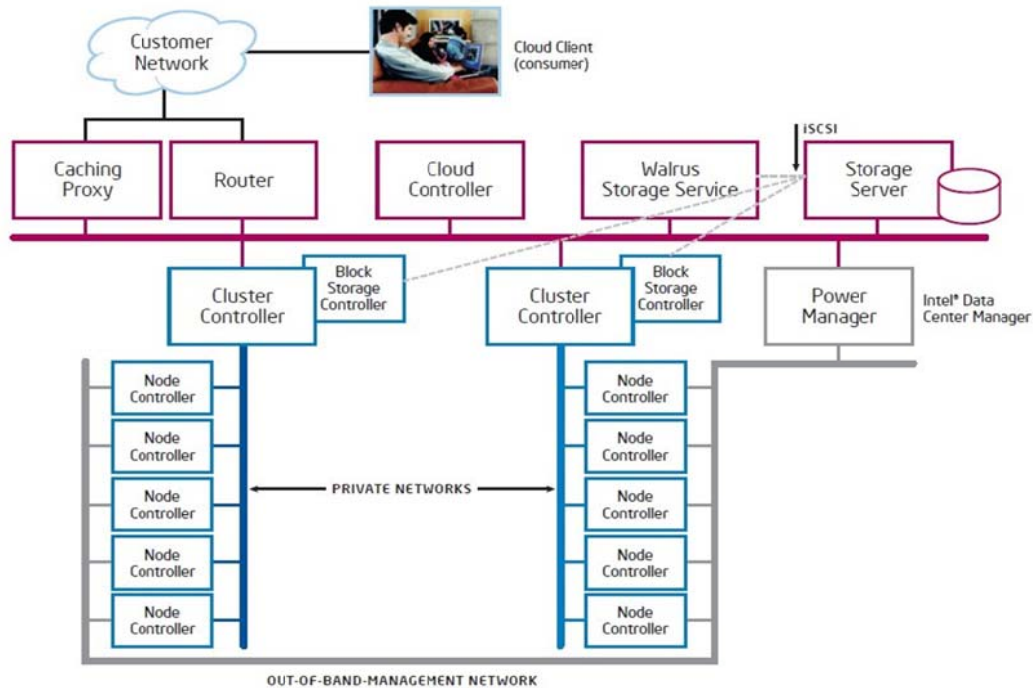 Customer
Network
Cloud Client
(consumer)
iSCSI
Caching
Proxy
Router
Cloud
Controller
Walrus
Storage Service
Storage
Server
Cluster
Controller
Block
Storage
Controller
Cluster
Controller
Block
Storage
Controller
Power
Manager
Intel® Data
Center Manager
Node
Controller
Node
Controller
Node
Controller
Node
Controller
Node
Controller
PRIVATE NETWORKS
Node
Controller
Node
Controller
Node
Controller
Node
Controller
Node
Controller
OUT-OF-BAND-MANAGEMENT NETWORK